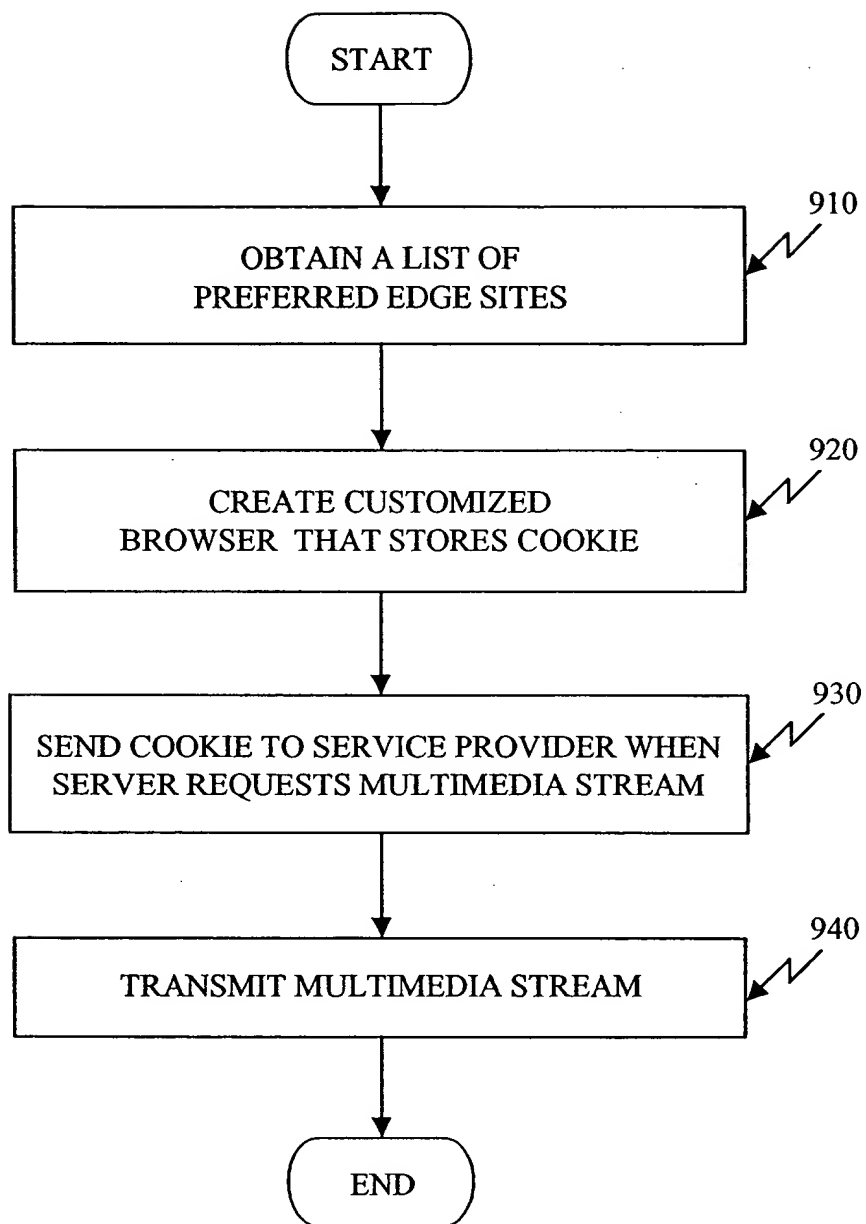 START
910
OBTAIN A LIST OF
PREFERRED EDGE SITES
920
CREATE CUSTOMIZED
BROWSER THAT STORES COOKIE
930
SEND COOKIE TO SERVICE PROVIDER WHEN
SERVER REQUESTS MULTIMEDIA STREAM
940
TRANSMIT MULTIMEDIA STREAM
END